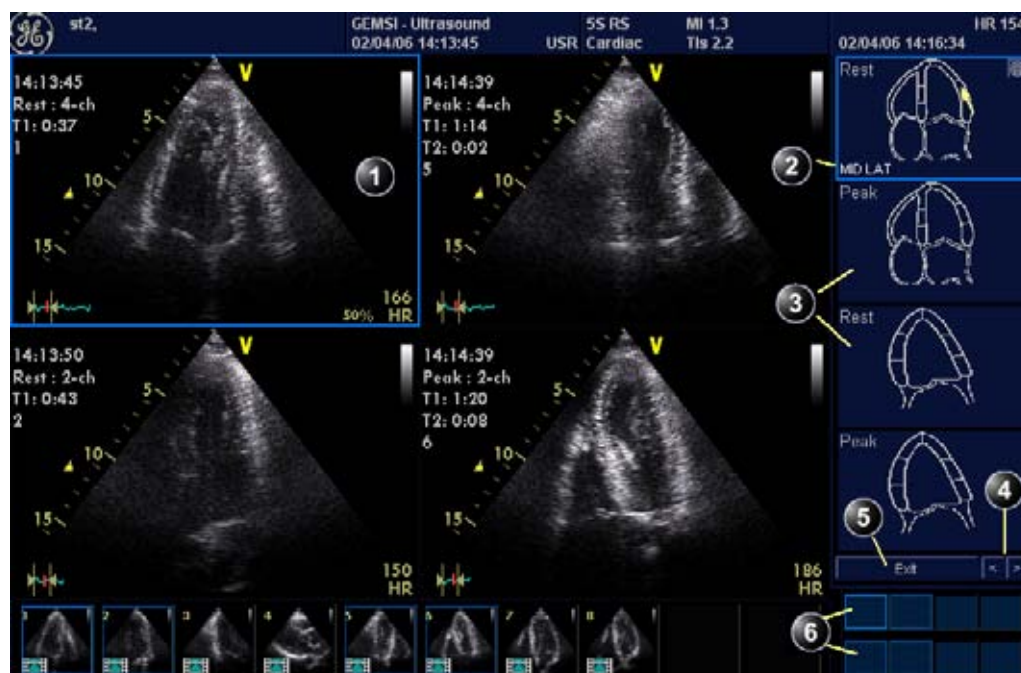 st2,
GEMSI - Ultrasound
02/04/06 14:13:45
USR
5S RS
Cardiac
MI 1.3
TIs 2.2
HR 154
02/04/06 14:16:34
14:13:45
Rest : 4-ch
T1: 0:37
1
V
5
10
15
50%
166
HR
1
14:14:39
Peak : 4-ch
T1: 1:14
T2: 0:02
5
V
5
10
15
14:13:50
Rest : 2-ch
T1: 0:43
2
V
5
10
15
150
HR
14:14:39
Peak : 2-ch
T1: 1:20
T2: 0:08
6
V
5
10
15
186
HR
Rest
MID LAT
2
Peak
3
Rest
Peak
4
5
Exit
< >
1 2 3 4 5 6 7 8
6